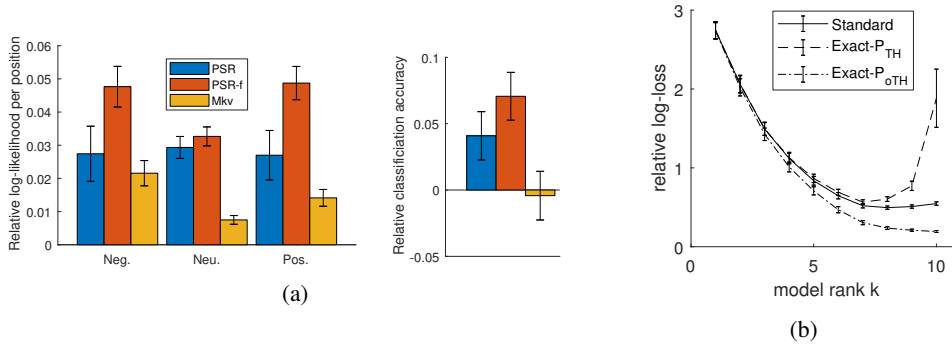 Relative log-likelihood per position
0.06
0.05
0.04
0.03
0.02
0.01
0
PSR
PSR-f
Mkv
Neg.
Neu.
Pos.
Relative classificiation accuracy
0.1
0.05
0
-0.05
(a)
relative log-loss
3
2
1
0
Standard
Exact-P_TH
Exact-P_oTH
0
5
10
model rank k
(b)